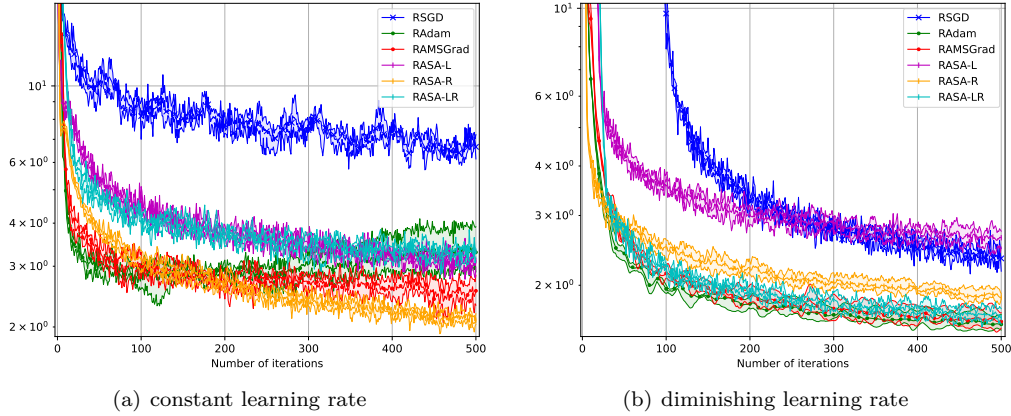 RSGD
RAdam
RAMSGrad
RASA-L
RASA-R
RASA-LR
10¹
6 × 10⁰
4 × 10⁰
3 × 10⁰
2 × 10⁰
0 100 200 300 400 500
Number of iterations
(a) constant learning rate
RSGD
RAdam
RAMSGrad
RASA-L
RASA-R
RASA-LR
10¹
6 × 10⁰
4 × 10⁰
3 × 10⁰
2 × 10⁰
0 100 200 300 400 500
Number of iterations
(b) diminishing learning rate